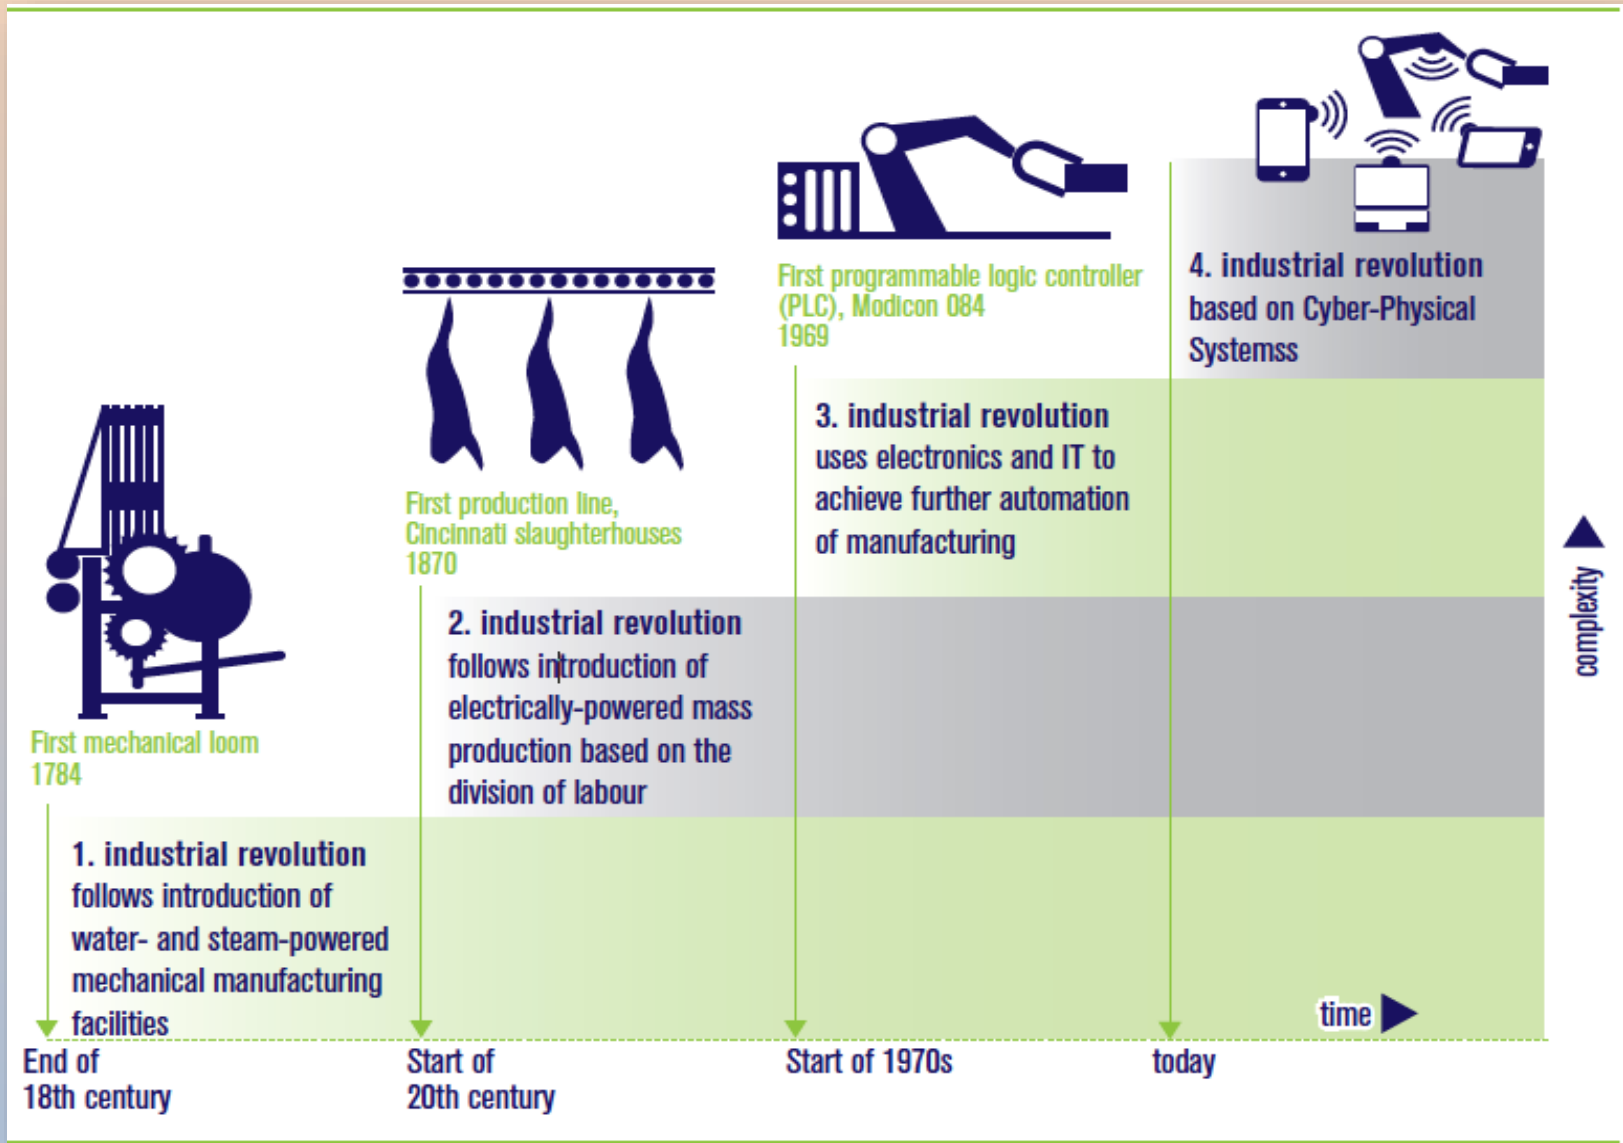 First mechanical loom
1784
1. industrial revolution
follows introduction of
water- and steam-powered
mechanical manufacturing
facilities
End of
18th century
First production line,
Cincinnati slaughterhouses
1870
2. industrial revolution
follows introduction of
electrically-powered mass
production based on the
division of labour
Start of
20th century
First programmable logic controller
(PLC), Modicon 084
1969
3. industrial revolution
uses electronics and IT to
achieve further automation
of manufacturing
Start of 1970s
4. industrial revolution
based on Cyber-Physical
Systemss
today
time
complexity